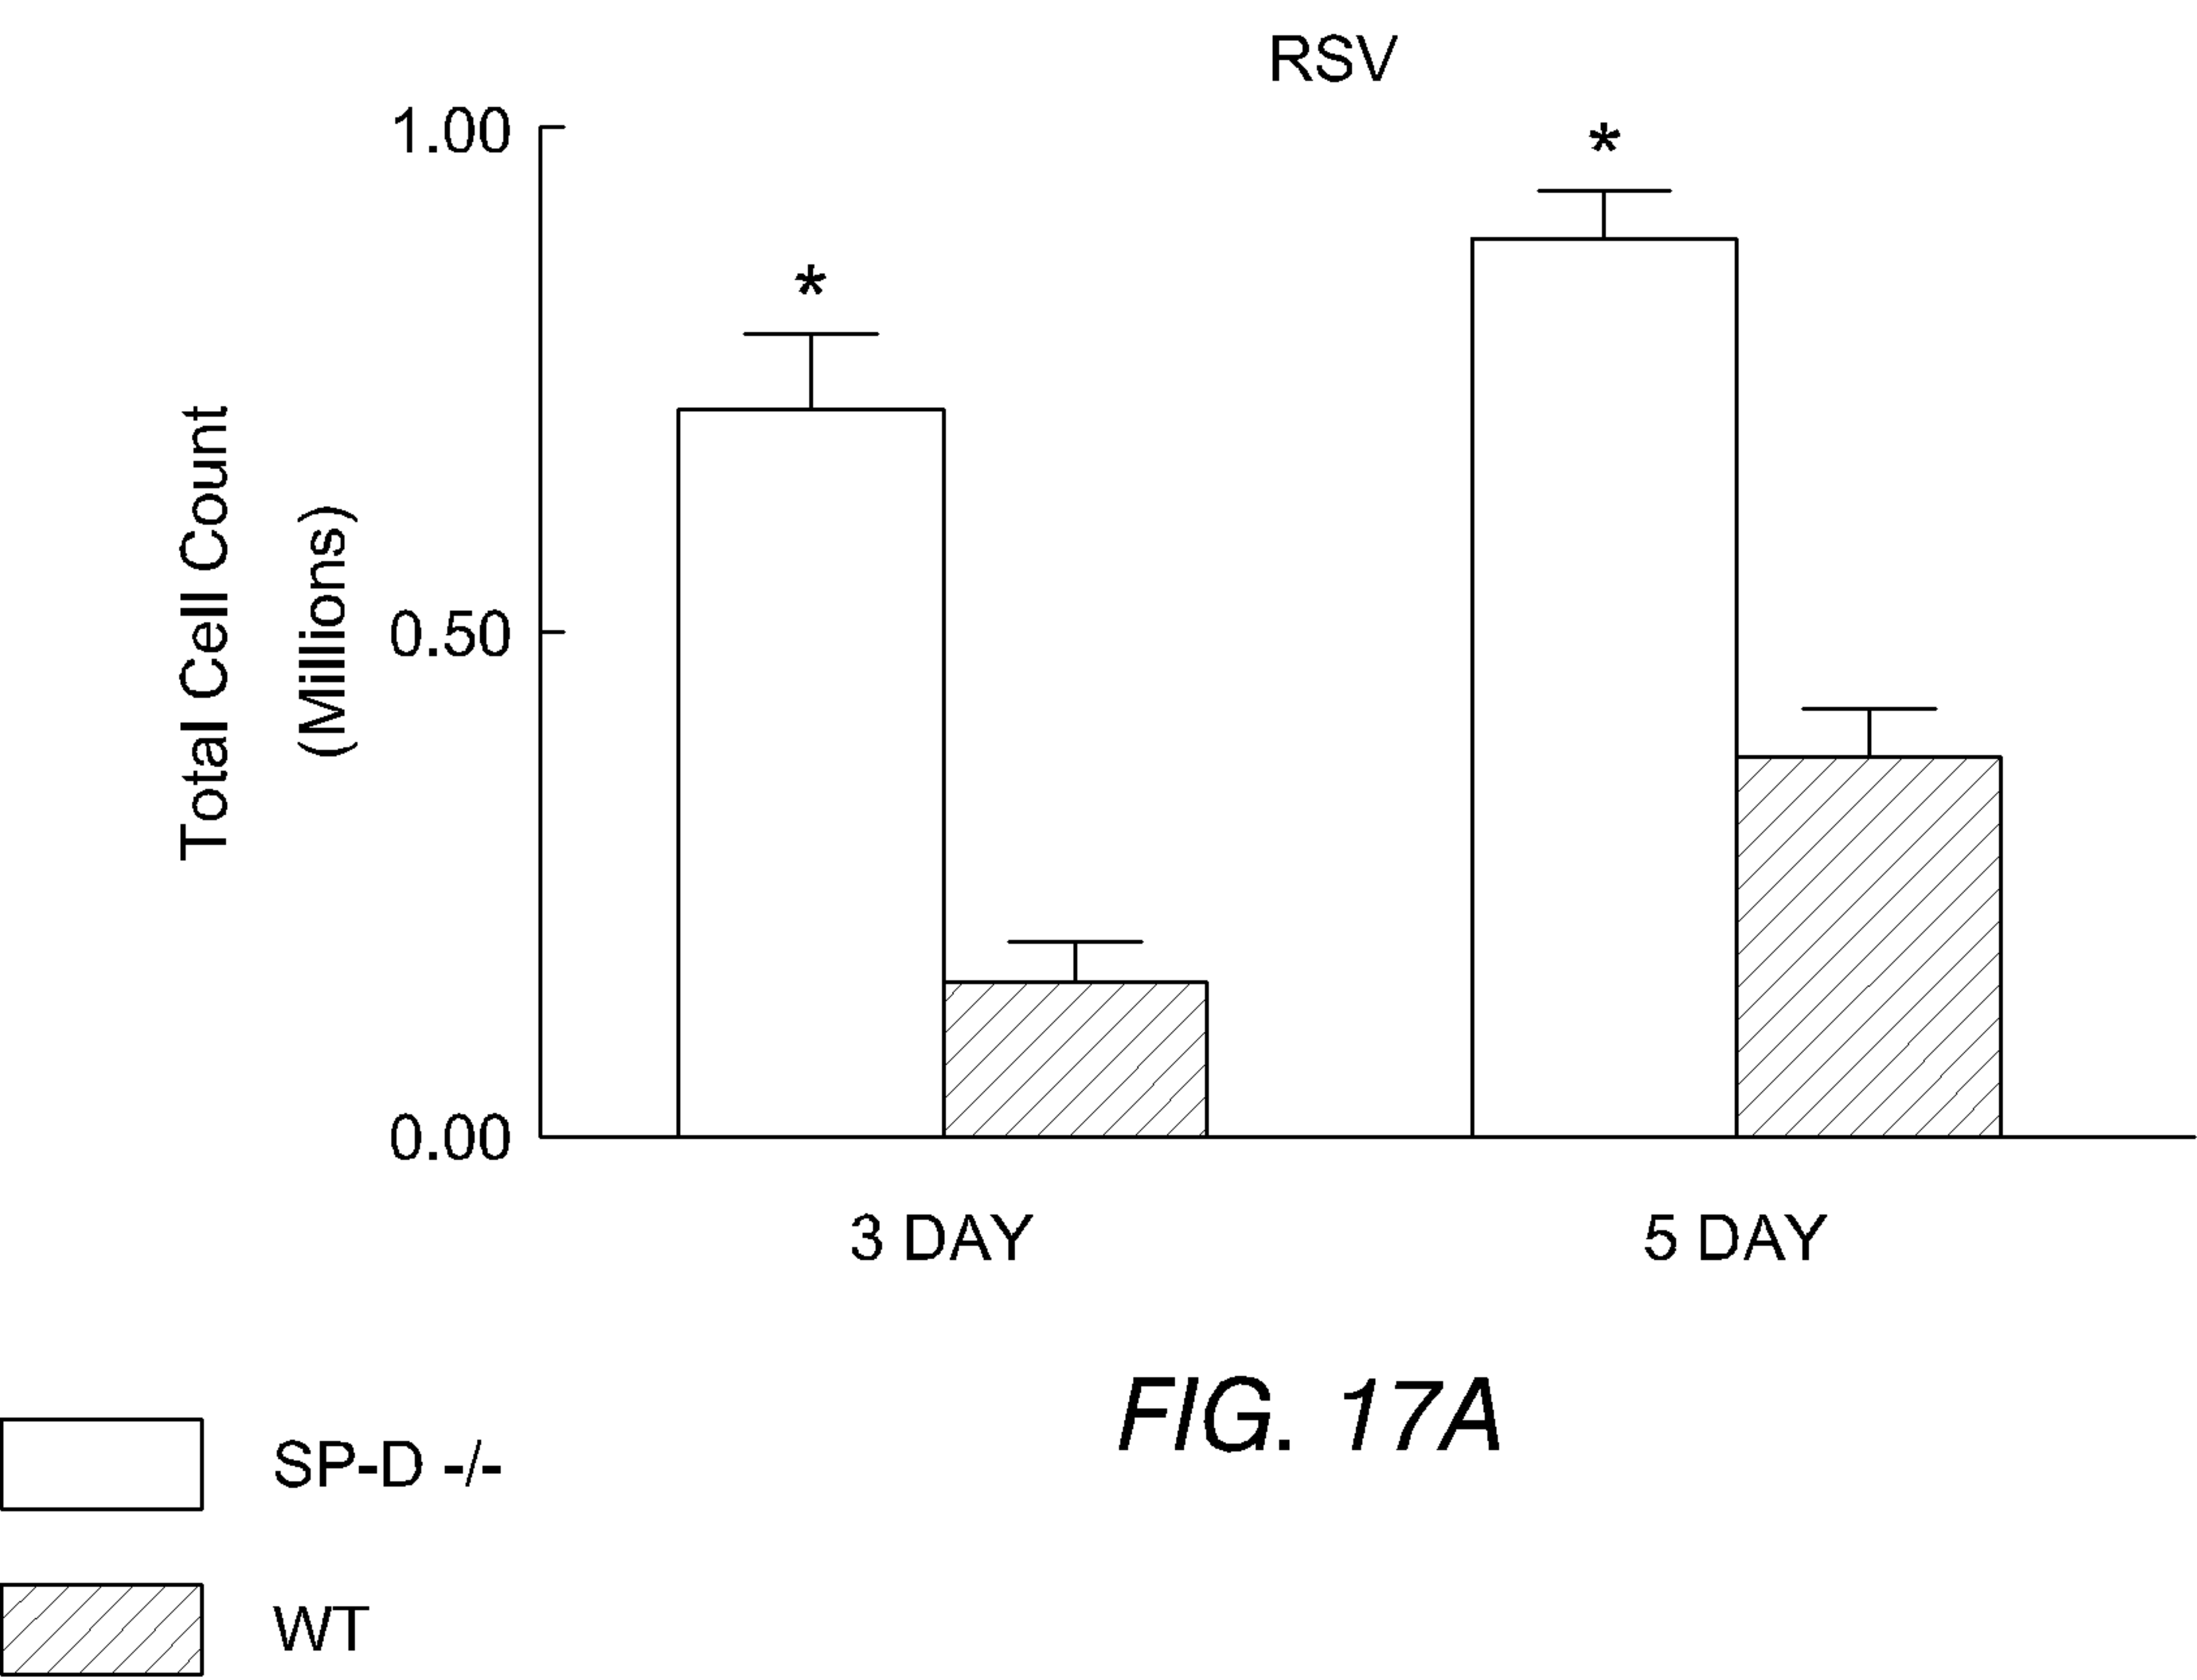 RSV
1.00
*
*
Total Cell Count
(Millions)
0.50
0.00
3 DAY
5 DAY
FIG. 17A
SP-D -/-
WT